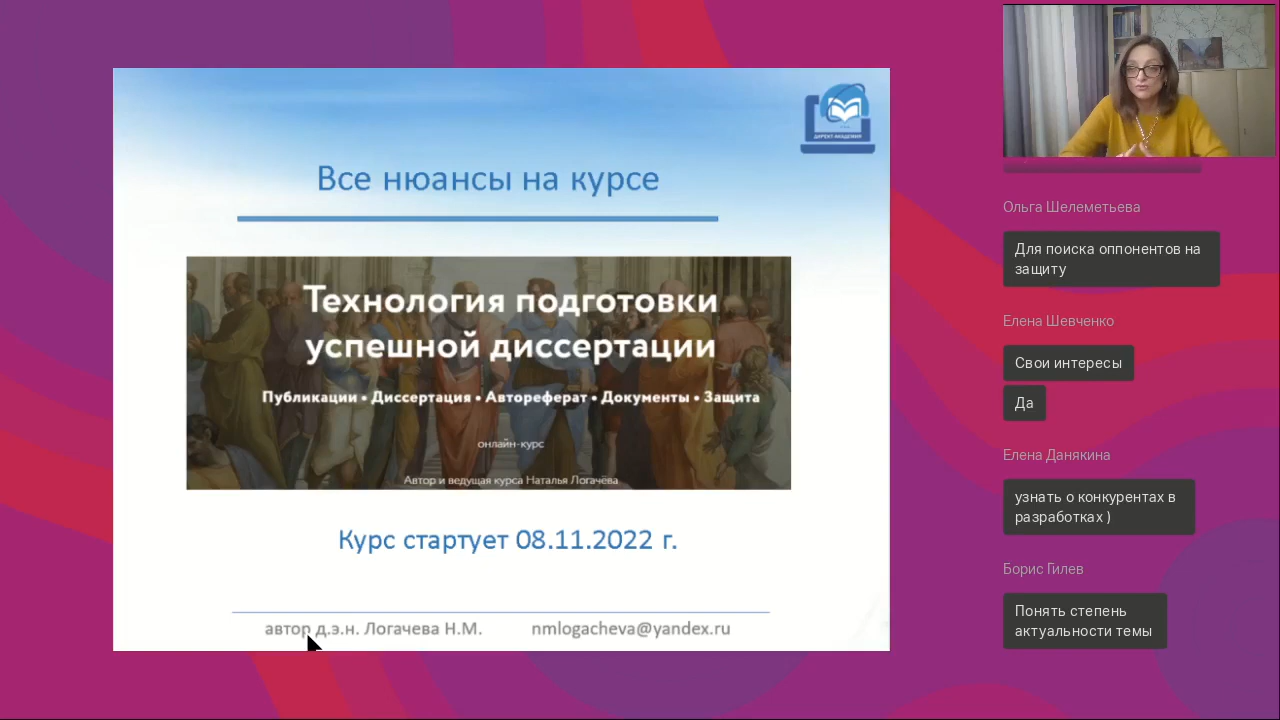 ДИРЕКТ-АКАДЕМИЯ
Все нюансы на курсе
Технология подготовки
успешной диссертации
Публикации • Диссертация • Автореферат • Документы • Защита
онлайн-курс
Автор и ведущая курса Наталья Логачёва
Курс стартует 08.11.2022 г.
автор д.э.н. Логачева Н.М. nmlogacheva@yandex.ru
Ольга Шелеметьева
Для поиска оппонентов на
защиту
Елена Шевченко
Свои интересы
Да
Елена Данякина
узнать о конкурентах в
разработках )
Борис Гилев
Понять степень
актуальности темы